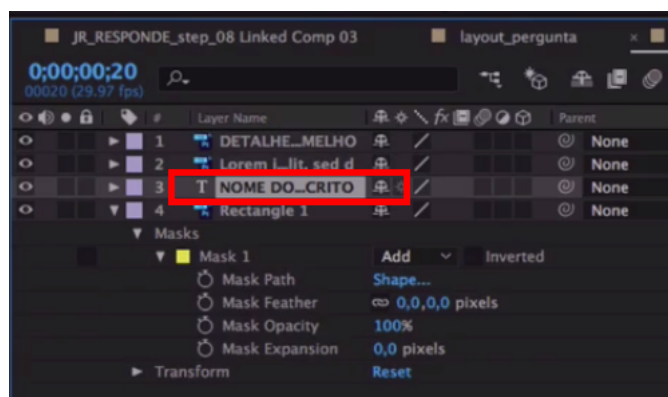 JR_RESPONDE_step_08 Linked Comp 03 layout_pergunta ×
0;00;00;20
00020 (29.97 fps)
# Layer Name fx Parent
1 DETALHE...MELHO None
2 Lorem i...lit, sed d None
3 T NOME DO...CRITO None
4 Rectangle 1 None
Masks
Mask 1 Add Inverted
Mask Path Shape...
Mask Feather 0,0,0,0 pixels
Mask Opacity 100%
Mask Expansion 0,0 pixels
Transform Reset